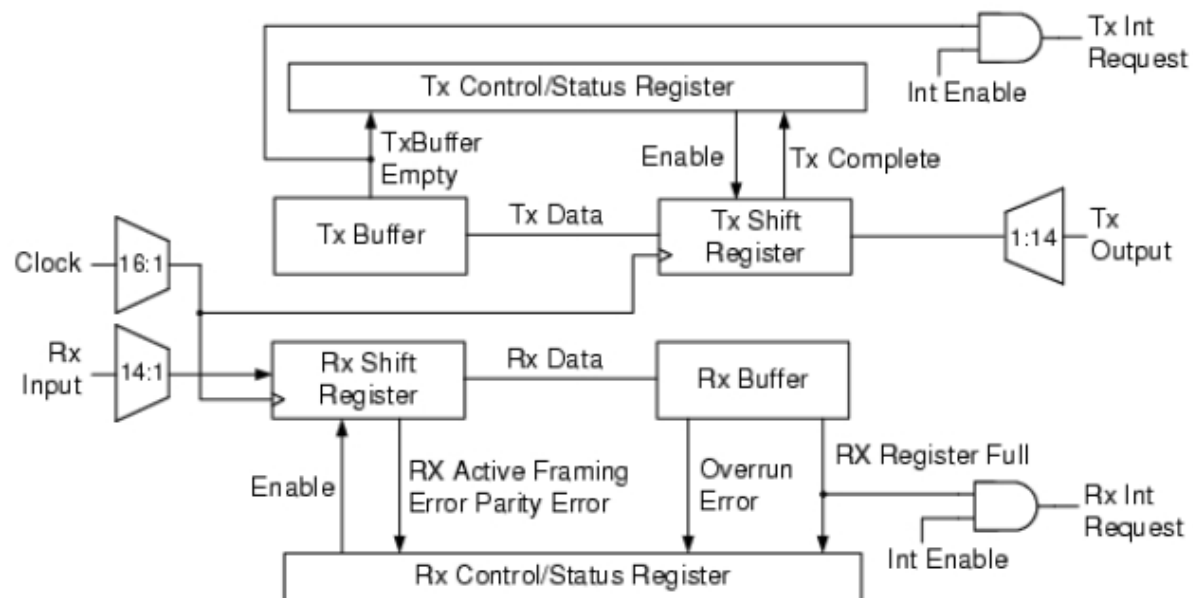 Tx Int
Request
Int Enable
Tx Control/Status Register
TxBuffer
Empty
Enable
Tx Complete
Tx Buffer
Tx Data
Tx Shift
Register
1:14
Tx
Output
Clock
16:1
Rx
Input
14:1
Rx Shift
Register
Rx Data
Rx Buffer
Enable
RX Active Framing
Error Parity Error
Overrun
Error
RX Register Full
Rx Int
Request
Int Enable
Rx Control/Status Register